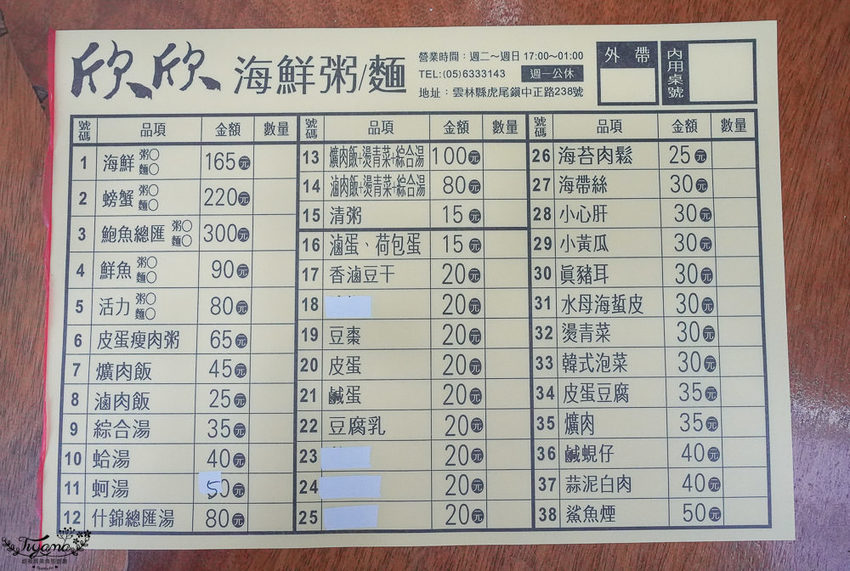 欣欣 海鮮粥/麵
營業時間：週二～週日 17:00～01:00
TEL:(05)6333143 週一公休
地址：雲林縣虎尾鎮中正路238號
外帶
內用桌號
號碼 品項 金額 數量
1 海鮮 粥○ 麵○ 165元
2 螃蟹 粥○ 麵○ 220元
3 鮑魚總匯 粥○ 麵○ 300元
4 鮮魚 粥○ 麵○ 90元
5 活力 粥○ 麵○ 80元
6 皮蛋瘦肉粥 65元
7 爌肉飯 45元
8 滷肉飯 25元
9 綜合湯 35元
10 蛤湯 40元
11 蚵湯 50元
12 什錦總匯湯 80元
號碼 品項 金額 數量
13 爌肉飯+燙青菜+綜合湯 100元
14 滷肉飯+燙青菜+綜合湯 80元
15 清粥 15元
16 滷蛋、荷包蛋 15元
17 香滷豆干 20元
18 20元
19 豆棗 20元
20 皮蛋 20元
21 鹹蛋 20元
22 豆腐乳 20元
23 20元
24 20元
25 20元
號碼 品項 金額 數量
26 海苔肉鬆 25元
27 海帶絲 30元
28 小心肝 30元
29 小黃瓜 30元
30 真豬耳 30元
31 水母海蜇皮 30元
32 燙青菜 30元
33 韓式泡菜 30元
34 皮蛋豆腐 35元
35 爌肉 35元
36 鹹蜆仔 40元
37 蒜泥白肉 40元
38 鯊魚煙 50元